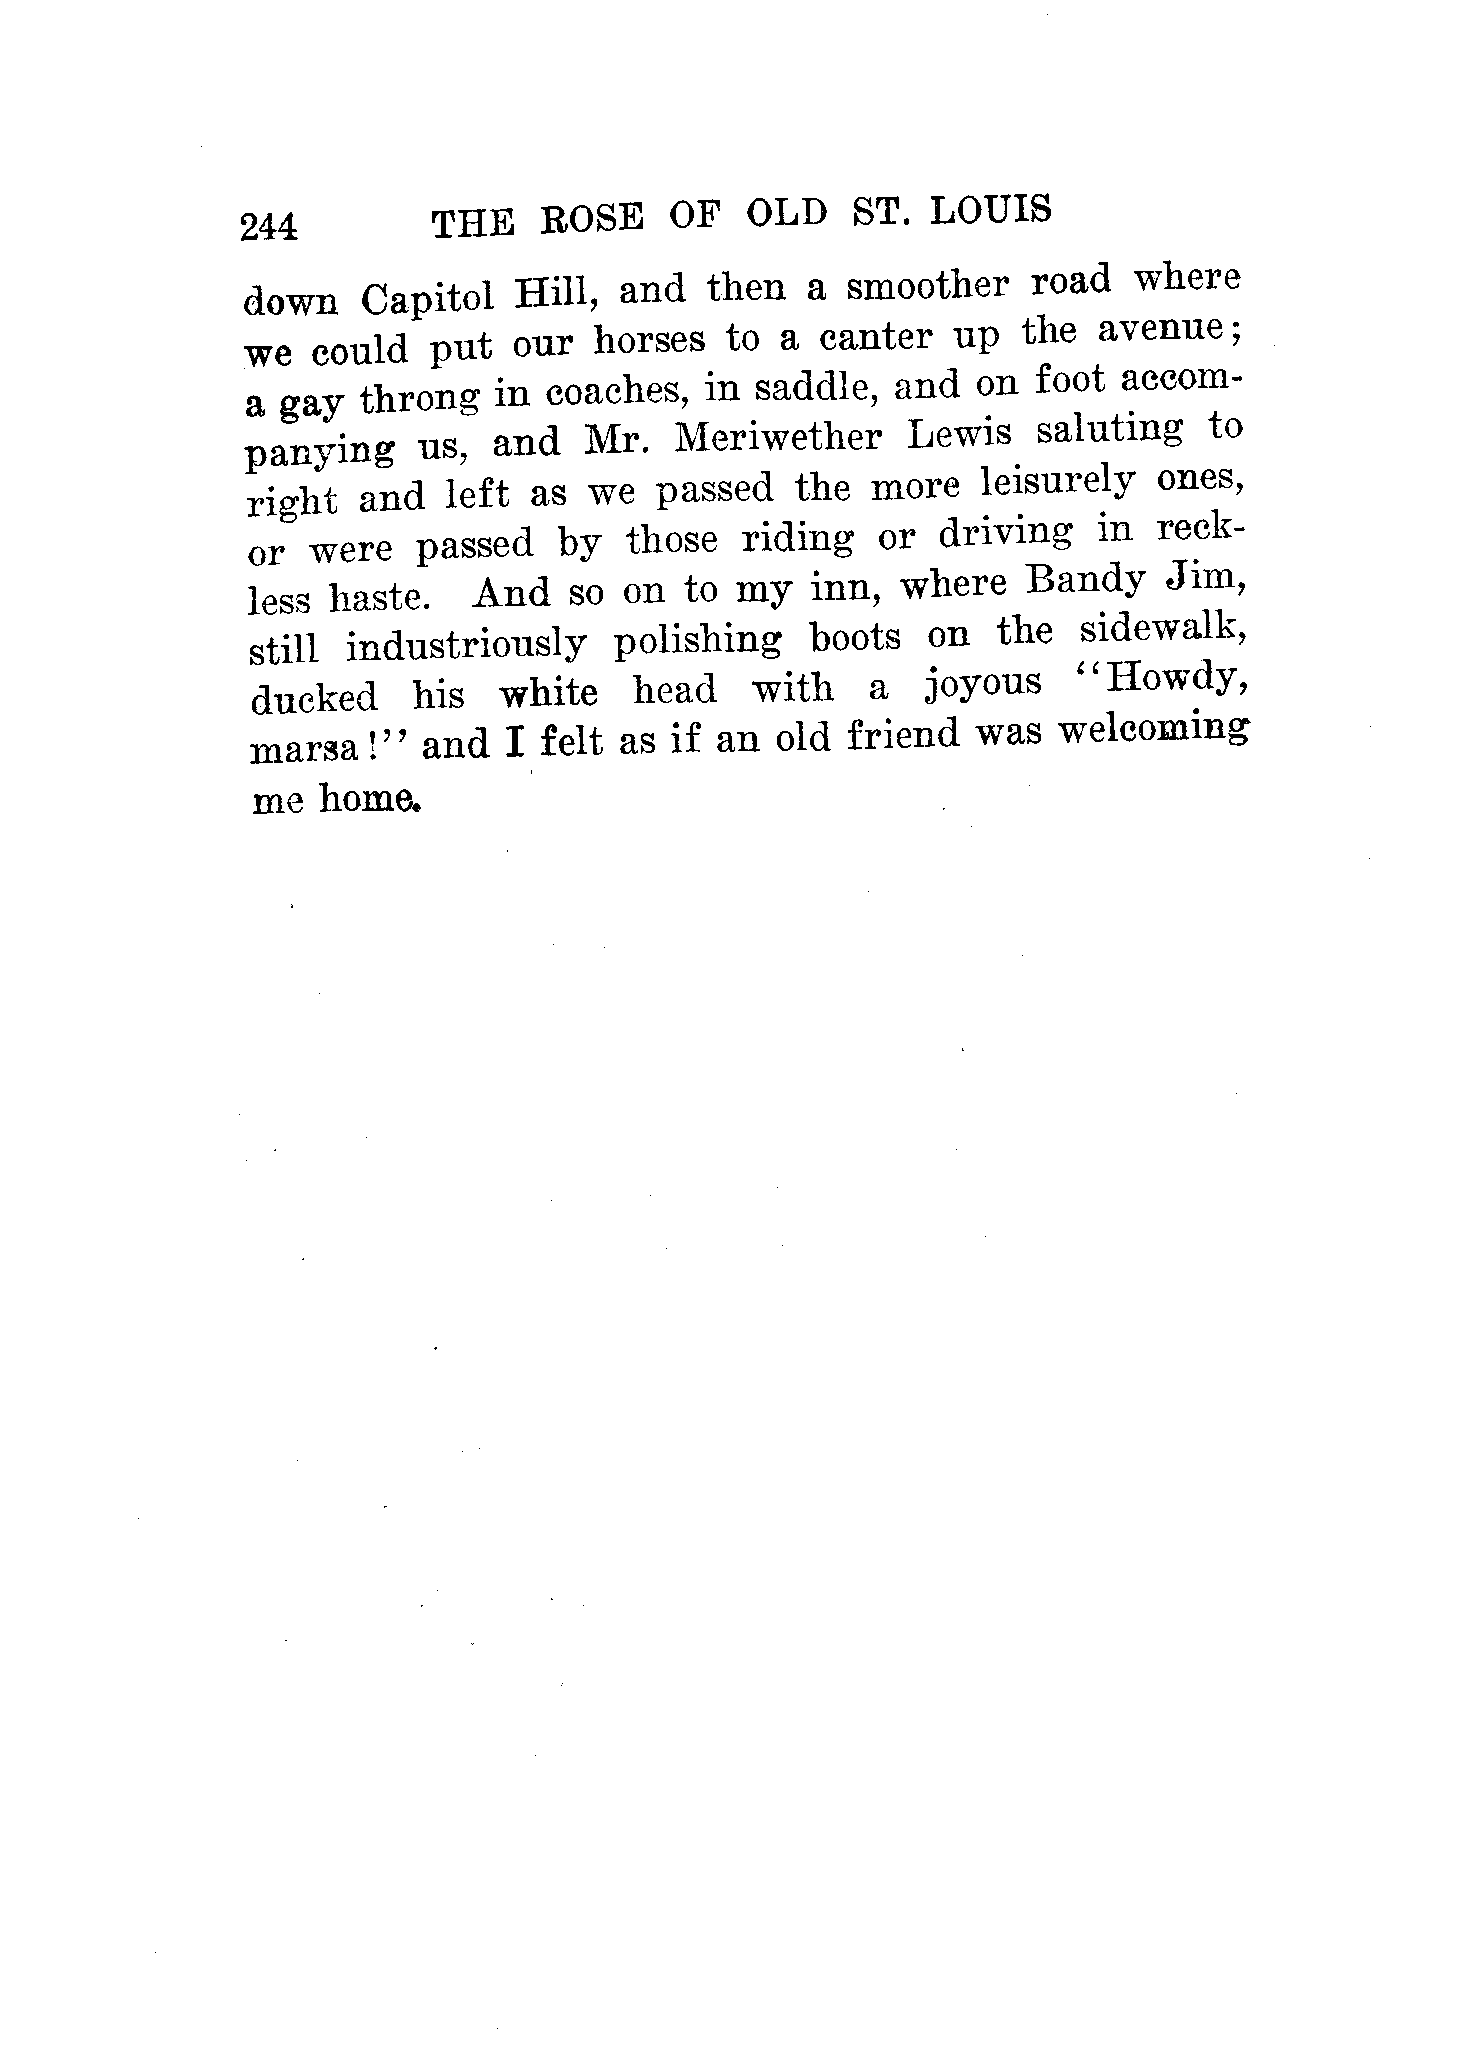 244 THE ROSE OF OLD ST. LOUIS
down Capitol Hill, and then a smoother road where
we could put our horses to a canter up the avenue;
a gay throng in coaches, in saddle, and on foot accom-
panying us, and Mr. Meriwether Lewis saluting to
right and left as we passed the more leisurely ones,
or were passed by those riding or driving in reck-
less haste. And so on to my inn, where Bandy Jim,
still industriously polishing boots on the sidewalk,
ducked his white head with a joyous "Howdy,
marsa!" and I felt as if an old friend was welcoming
me home.